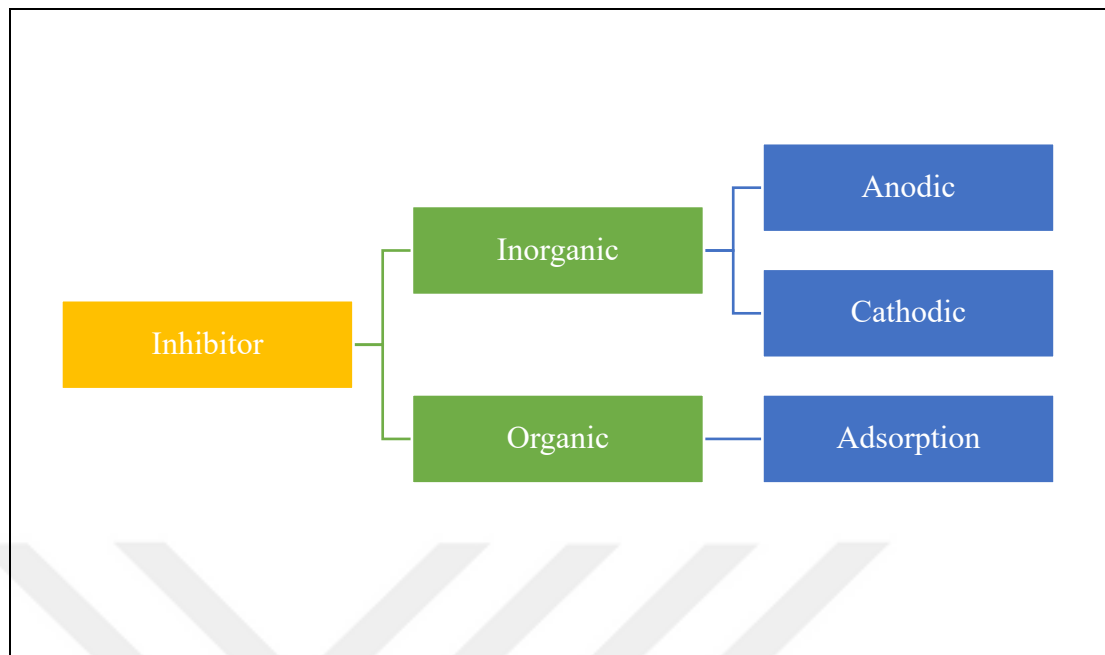 Inhibitor
Inorganic
Anodic
Cathodic
Organic
Adsorption